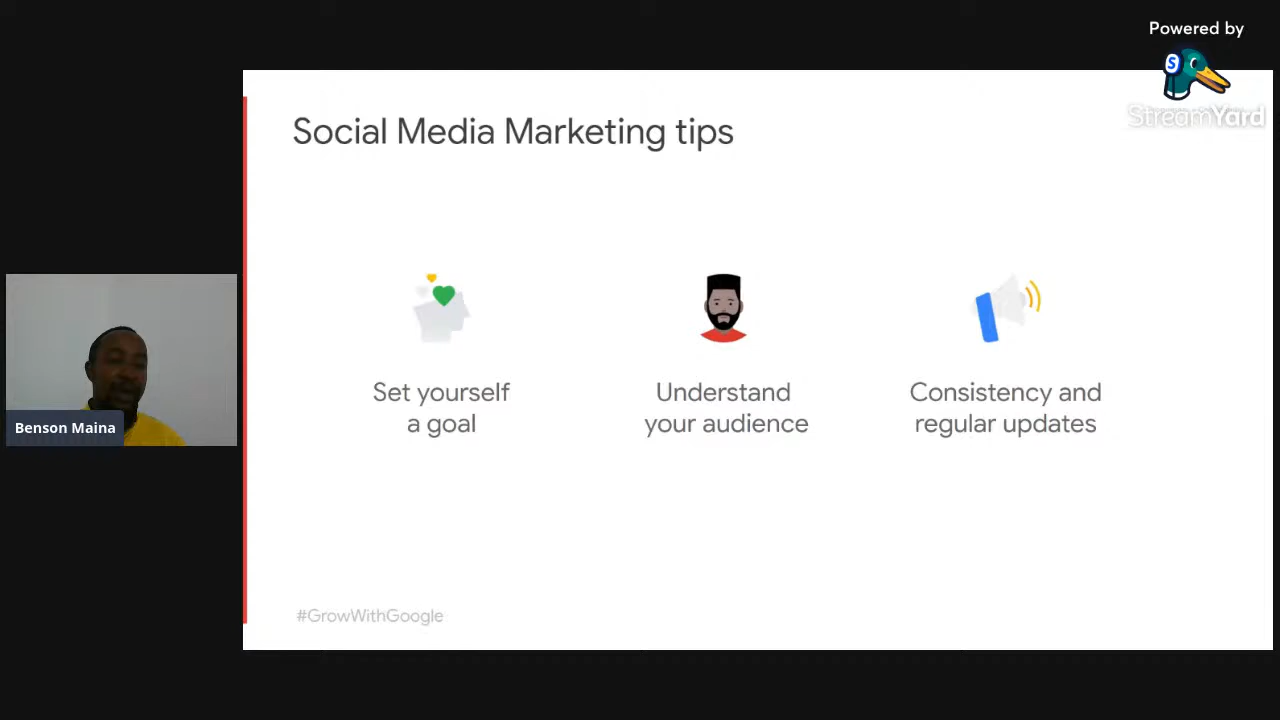 Powered by
S
StreamYard
Social Media Marketing tips
Set yourself
a goal
Understand
your audience
Consistency and
regular updates
Benson Maina
#GrowWithGoogle